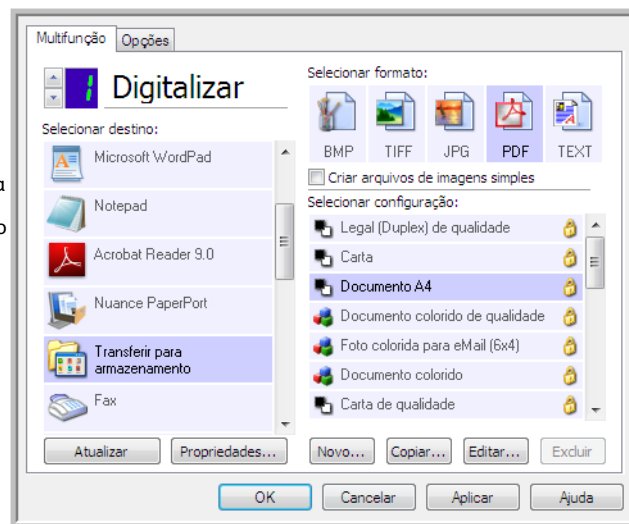 Multifunção
Opções
1
Digitalizar
Selecionar destino:
Microsoft WordPad
Notepad
Acrobat Reader 9.0
Nuance PaperPort
Transferir para
armazenamento
Fax
Atualizar
Propriedades...
Selecionar formato:
BMP
TIFF
JPG
PDF
TEXT
Criar arquivos de imagens simples
Selecionar configuração:
Legal (Duplex) de qualidade
Carta
Documento A4
Documento colorido de qualidade
Foto colorida para eMail (6x4)
Documento colorido
Carta de qualidade
Novo...
Copiar...
Editar...
Excluir
OK
Cancelar
Aplicar
Ajuda
a
o